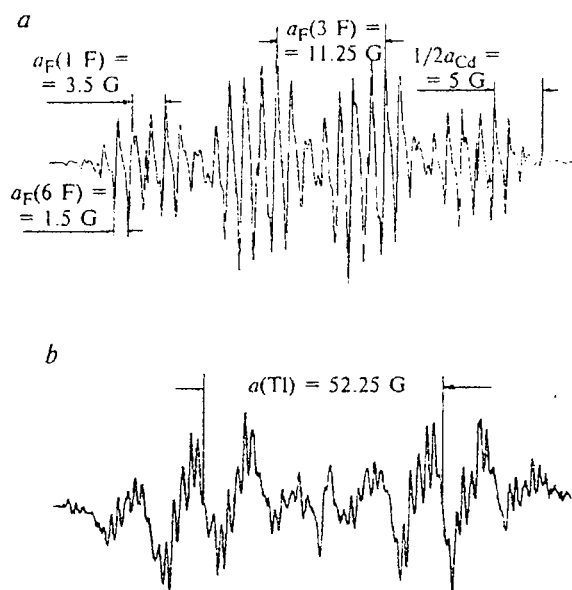 a
a_F(3 F) =
= 11.25 G
a_F(1 F) =
= 3.5 G
1/2a_Cd =
= 5 G
a_F(6 F) =
= 1.5 G
b
a(Tl) = 52.25 G